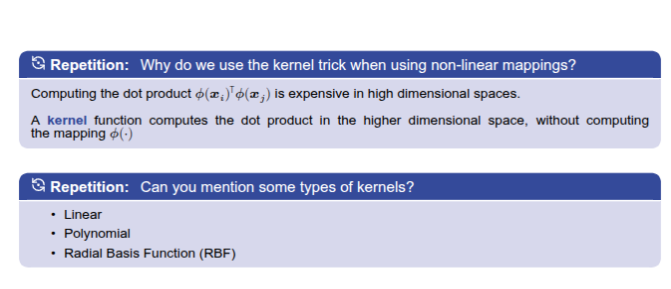 Repetition: Why do we use the kernel trick when using non-linear mappings?
Computing the dot product ϕ(𝒙ᵢ)ᵀϕ(𝒙ⱼ) is expensive in high dimensional spaces.
A kernel function computes the dot product in the higher dimensional space, without computing
the mapping ϕ(·)
Repetition: Can you mention some types of kernels?
• Linear
• Polynomial
• Radial Basis Function (RBF)